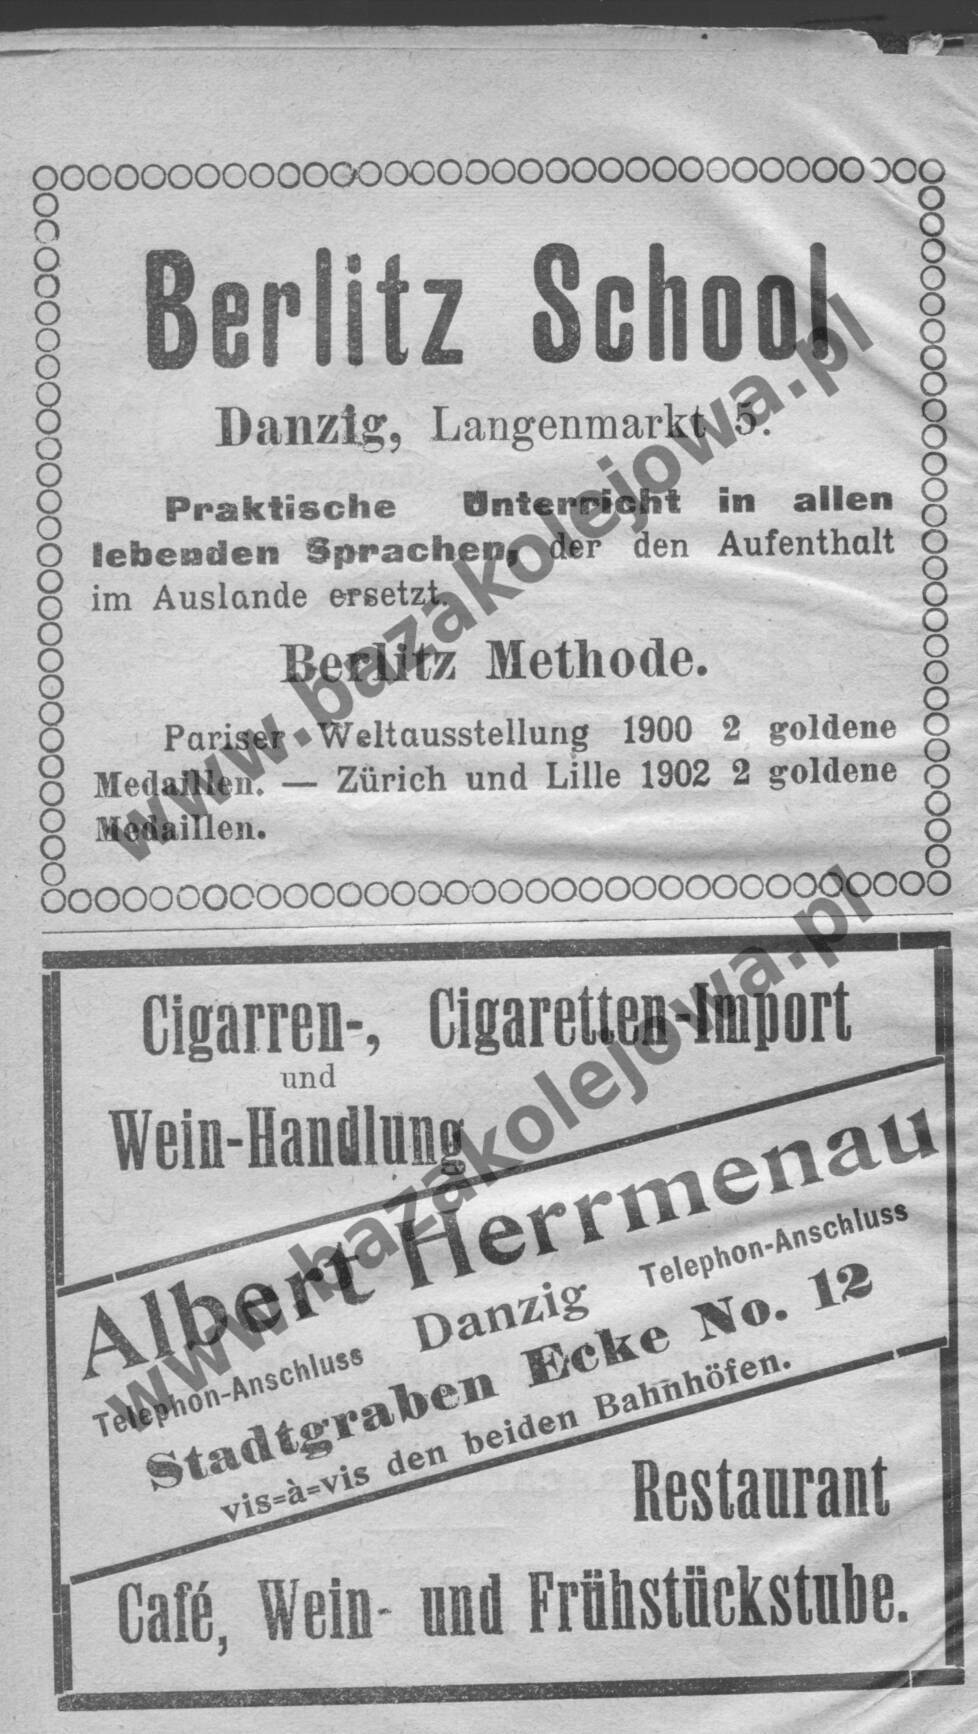 Berlitz School
Danzig, Langenmarkt 5.
Praktische Unterricht in allen
lebenden Sprachen, der den Aufenthalt
im Auslande ersetzt.
Berlitz Methode.
Pariser Weltausstellung 1900 2 goldene
Medaillen. — Zürich und Lille 1902 2 goldene
Medaillen.
www.bazakolejowa.pl
Cigarren-, Cigaretten-Import
und
Wein-Handlung
Albert Herrmenau
Telephon-Anschluss Danzig Telephon-Anschluss
Stadtgraben Ecke No. 12
vis=à=vis den beiden Bahnhöfen.
Restaurant
Café, Wein- und Frühstückstube.
www.bazakolejowa.pl